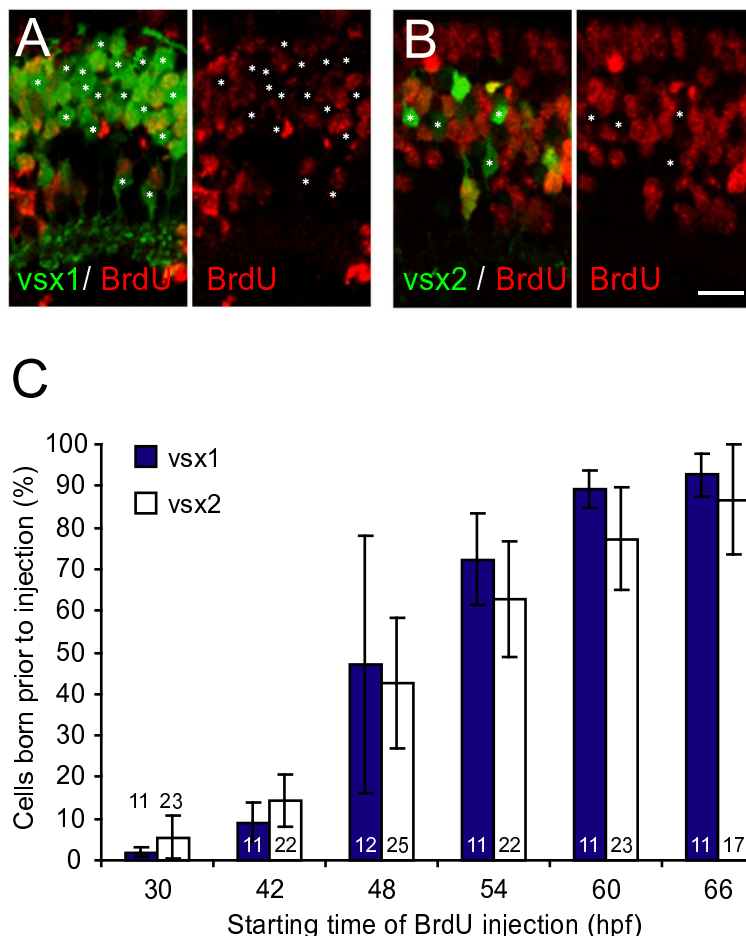 A
B
vsx1/ BrdU
BrdU
vsx2 / BrdU
BrdU
C
vsx1
vsx2
Cells born prior to injection (%)
100
90
80
70
60
50
40
30
20
10
0
11 23
11 22
12 25
11 22
11 23
11 17
30 42 48 54 60 66
Starting time of BrdU injection (hpf)